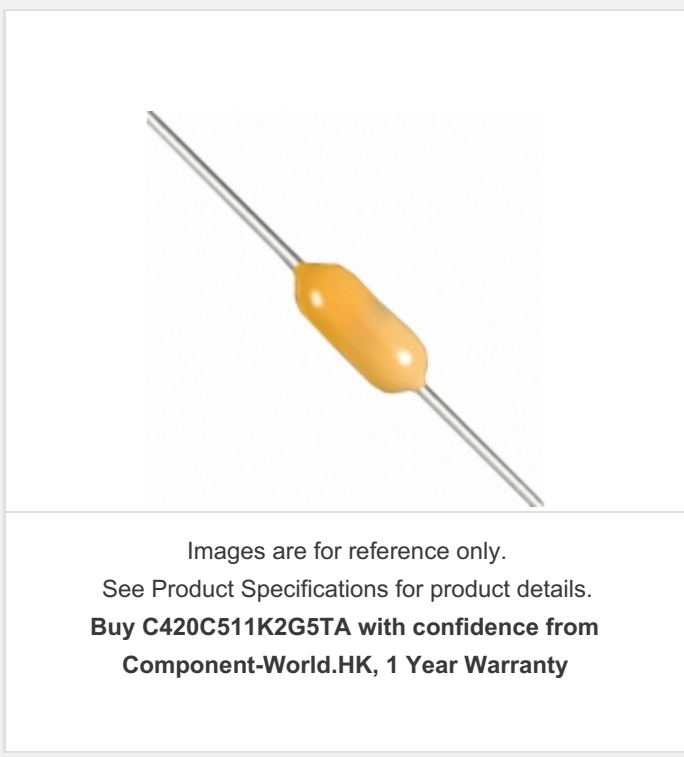 Images are for reference only.
See Product Specifications for product details.
Buy C420C511K2G5TA with confidence from
Component-World.HK, 1 Year Warranty